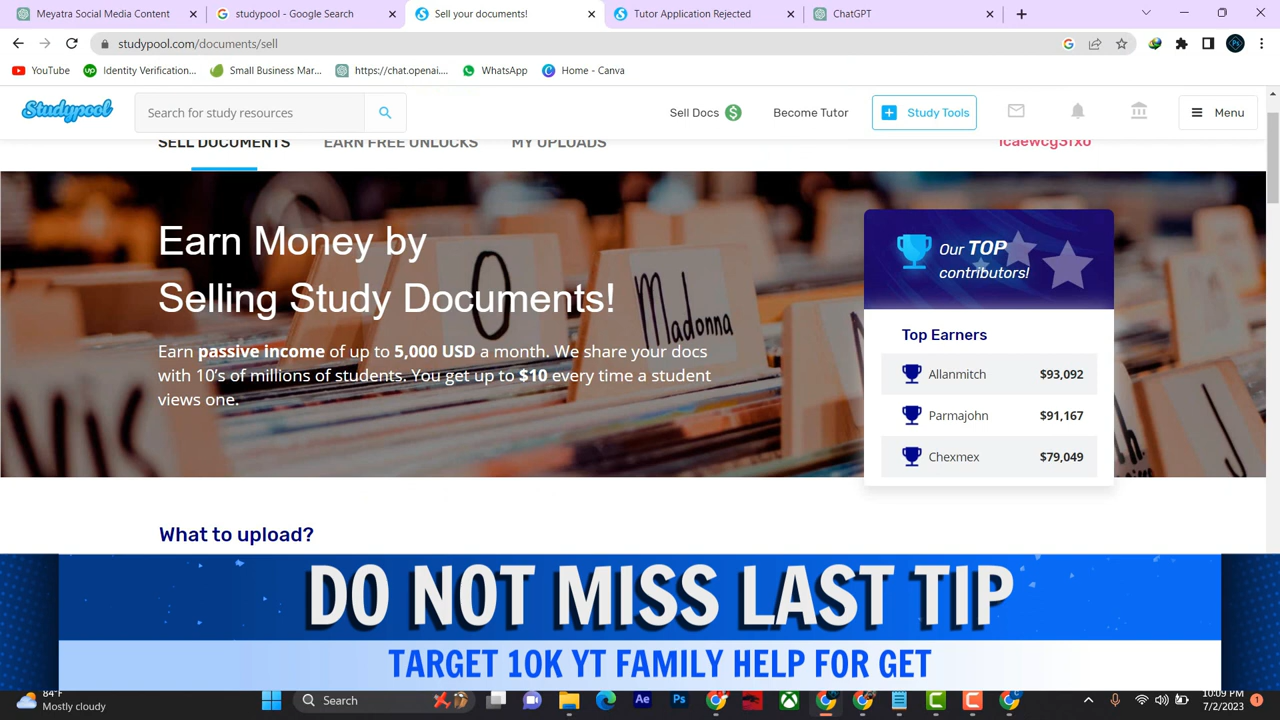 Meyatra Social Media Content
studypool - Google Search
Sell your documents!
Tutor Application Rejected
ChatGPT
studypool.com/documents/sell
YouTube
Identity Verification...
Small Business Mar...
https://chat.openai....
WhatsApp
Home - Canva
Studypool
Search for study resources
Sell Docs
Become Tutor
Study Tools
Menu
SELL DOCUMENTS
EARN FREE UNLOCKS
MY UPLOADS
Earn Money by
Selling Study Documents!
Earn passive income of up to 5,000 USD a month. We share your docs
with 10's of millions of students. You get up to $10 every time a student
views one.
Our TOP
contributors!
Top Earners
Allanmitch $93,092
Parmajohn $91,167
Chexmex $79,049
Madonna
What to upload?
DO NOT MISS LAST TIP
TARGET 10K YT FAMILY HELP FOR GET
84°F
Mostly cloudy
Search
10:09 PM
7/2/2023